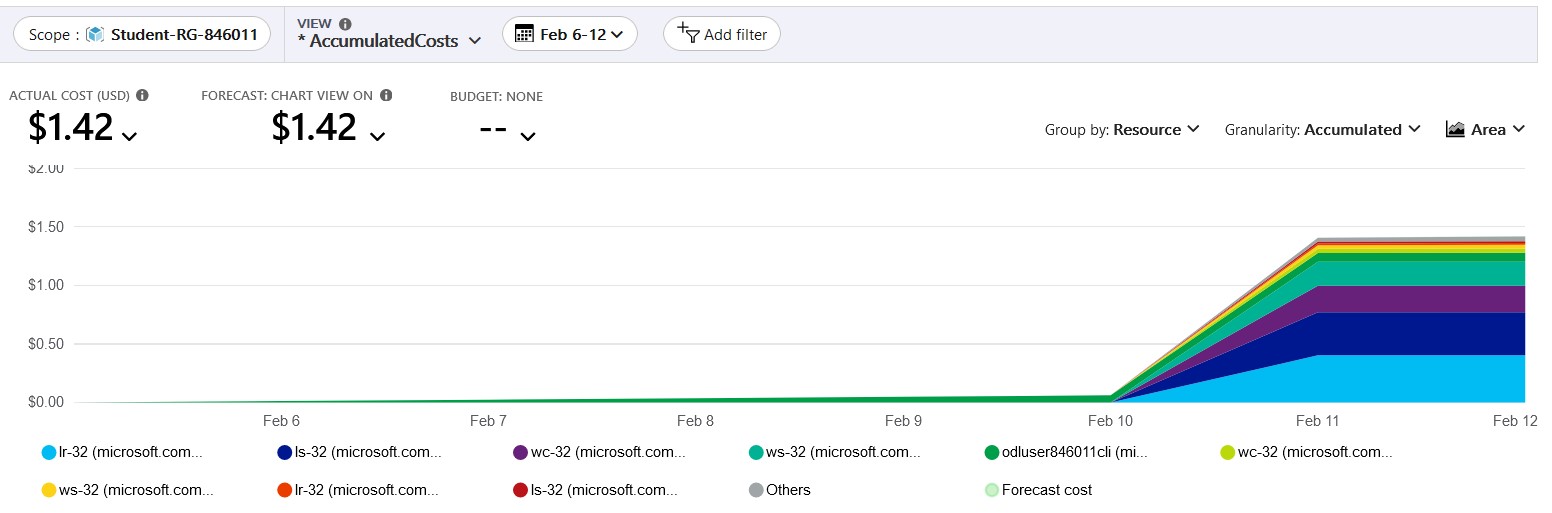 Scope : Student-RG-846011
VIEW
* AccumulatedCosts
Feb 6-12
Add filter
ACTUAL COST (USD)
$1.42
FORECAST: CHART VIEW ON
$1.42
BUDGET: NONE
--
Group by: Resource
Granularity: Accumulated
Area
$2.00
$1.50
$1.00
$0.50
$0.00
Feb 6
Feb 7
Feb 8
Feb 9
Feb 10
Feb 11
Feb 12
lr-32 (microsoft.com...
ls-32 (microsoft.com...
wc-32 (microsoft.com...
ws-32 (microsoft.com...
odluser846011cli (mi...
wc-32 (microsoft.com...
ws-32 (microsoft.com...
lr-32 (microsoft.com...
ls-32 (microsoft.com...
Others
Forecast cost